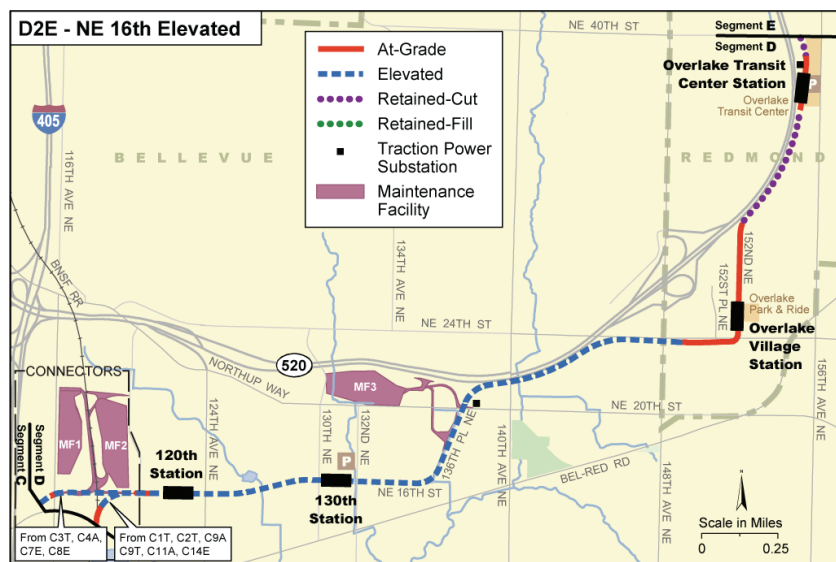 D2E - NE 16th Elevated
At-Grade
Elevated
Retained-Cut
Retained-Fill
Traction Power
Substation
Maintenance
Facility
NE 40TH ST
Segment E
Segment D
Overlake Transit
Center Station
P
Overlake
Transit Center
405
116TH AVE NE
BELLEVUE
REDMOND
BNSF RR
134TH AVE NE
152ND NE
152ST PL NE
Overlake
Park & Ride
Overlake
Village
Station
NE 24TH ST
520
NORTHUP WAY
156TH AVE NE
CONNECTORS
MF3
MF1
MF2
124TH AVE NE
130TH NE
132ND NE
136TH PL NE
NE 20TH ST
140TH AVE NE
148TH AVE NE
BEL-RED RD
Segment C
Segment D
120th
Station
P
130th
Station
NE 16TH ST
From C3T, C4A,
C7E, C8E
From C1T, C2T, C9A
C9T, C11A, C14E
N
Scale in Miles
0 0.25